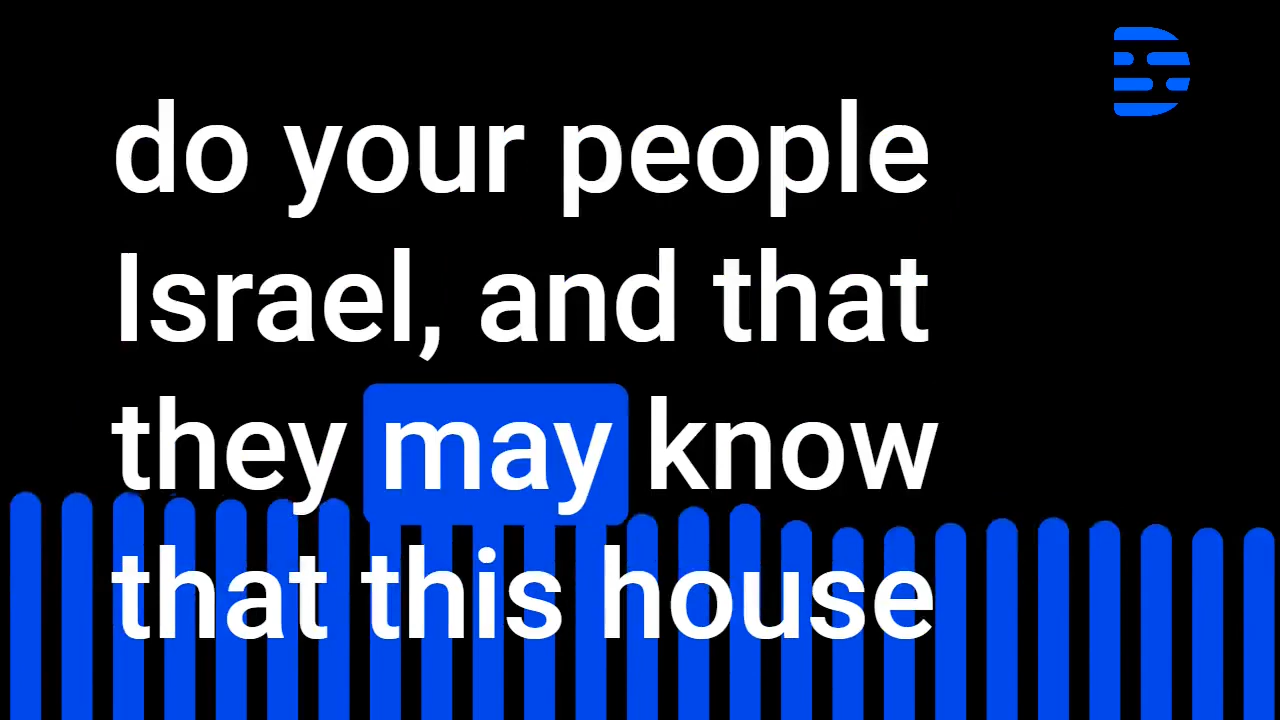 do your people
Israel, and that
they may know
that this house